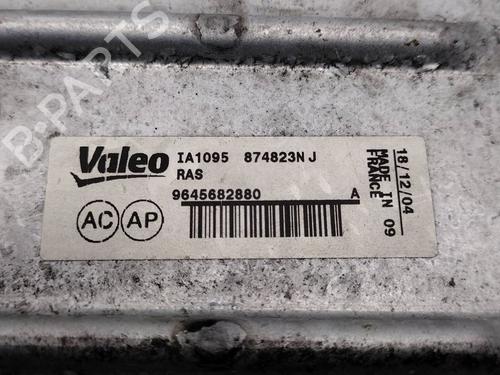 Valeo IA1095 874823N J
RAS
9645682880 A
AC AP
18/12/04
MADE IN 09
FRANCE
B-PARTS